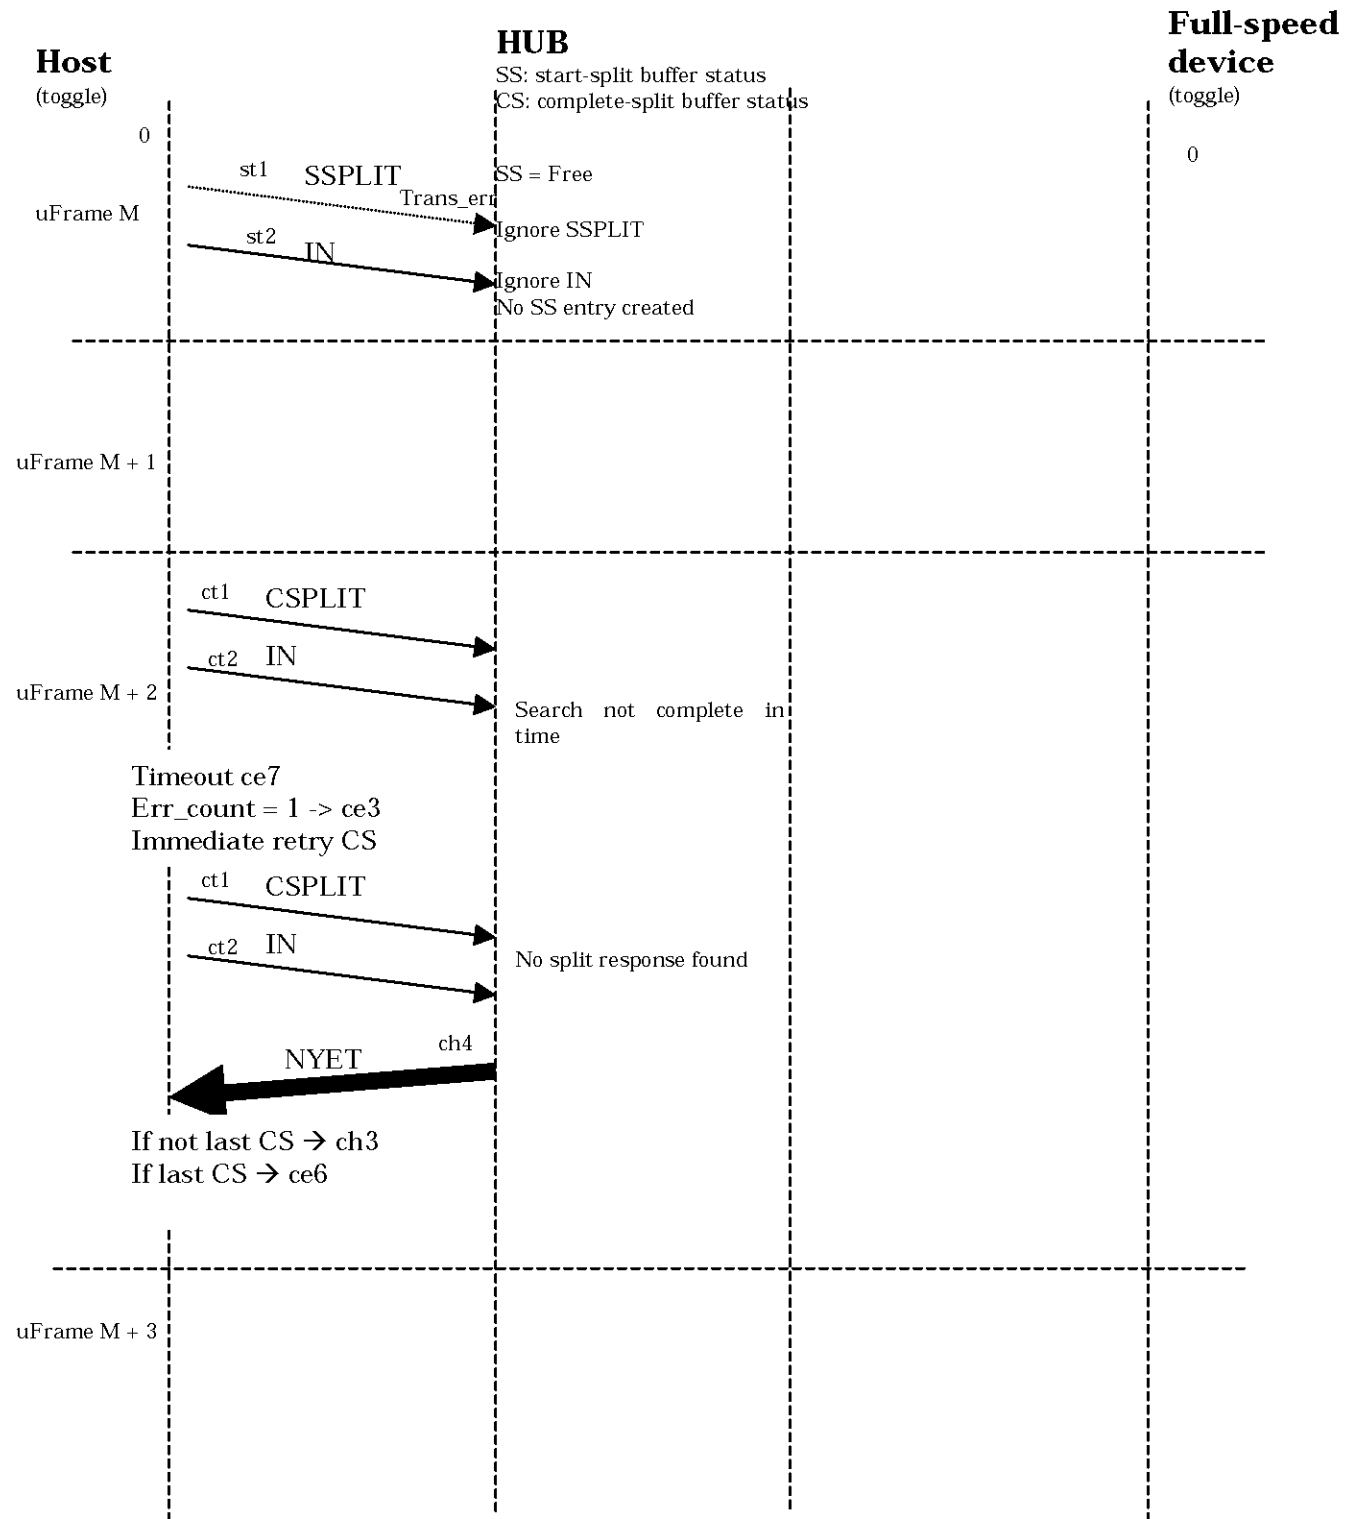 Host
(toggle)
HUB
SS: start-split buffer status
CS: complete-split buffer status
Full-speed
device
(toggle)
0
0
st1
SSPLIT
SS = Free
Trans_err
uFrame M
Ignore SSPLIT
st2
IN
Ignore IN
No SS entry created
uFrame M + 1
ct1
CSPLIT
ct2
IN
uFrame M + 2
Search not complete in
time
Timeout ce7
Err_count = 1 -> ce3
Immediate retry CS
ct1
CSPLIT
ct2
IN
No split response found
ch4
NYET
If not last CS → ch3
If last CS → ce6
uFrame M + 3